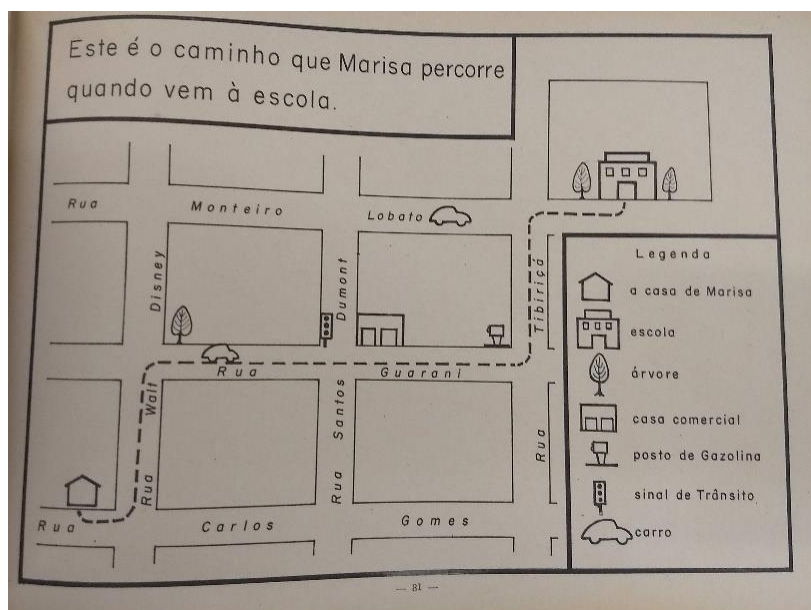 Este é o caminho que Marisa percorre
quando vem à escola.
Rua Monteiro Lobato
Rua Walt Disney
Rua Santos Dumont
Rua Tibiriçá
Rua Guarani
Rua Carlos Gomes
Legenda
a casa de Marisa
escola
árvore
casa comercial
posto de Gazolina
sinal de Trânsito
carro
— 81 —